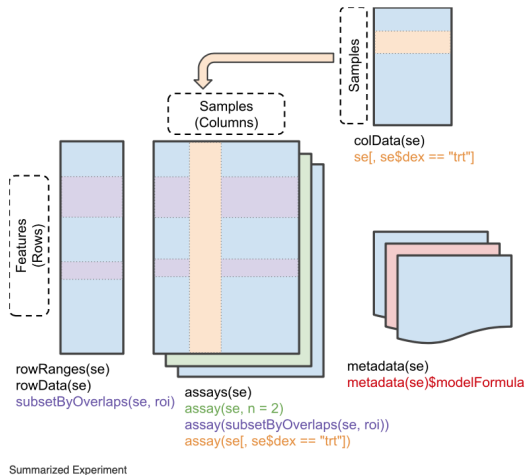 Samples
Samples
(Columns)
colData(se)
se[, se$dex == "trt"]
Features
(Rows)
rowRanges(se)
rowData(se)
subsetByOverlaps(se, roi)
assays(se)
assay(se, n = 2)
assay(subsetByOverlaps(se, roi))
assay(se[, se$dex == "trt"])
metadata(se)
metadata(se)$modelFormula
Summarized Experiment